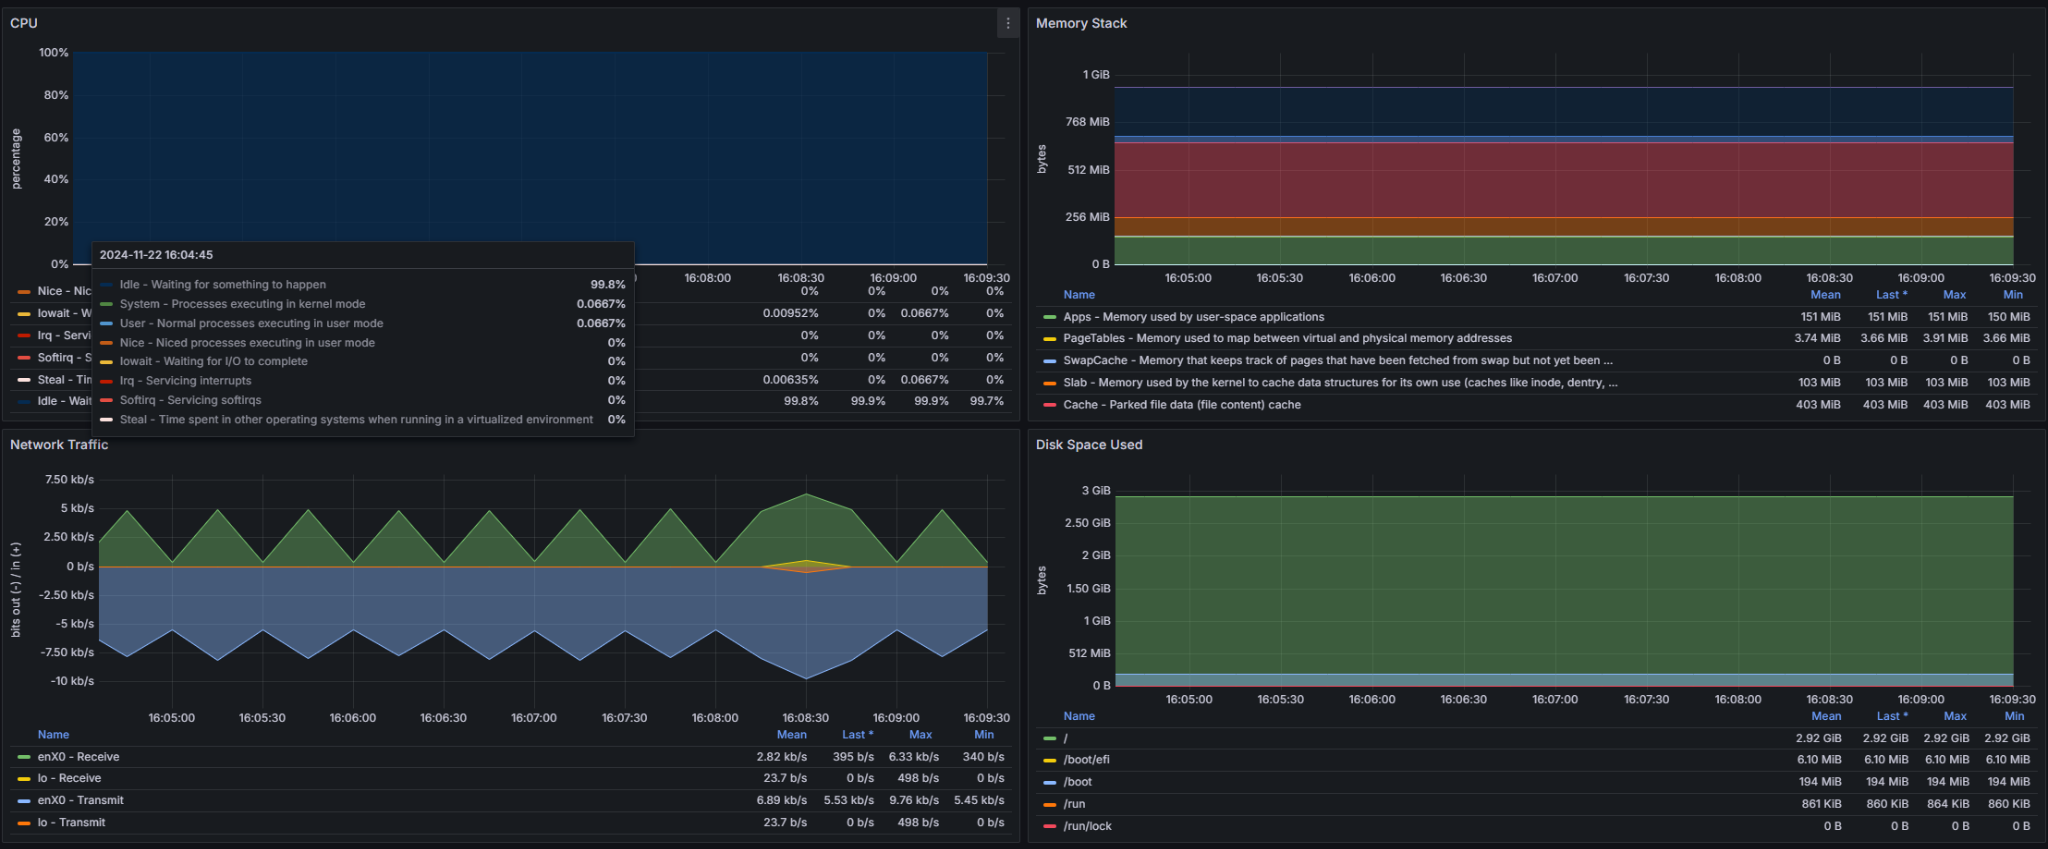 CPU
100%
80%
60%
40%
20%
0%
percentage
16:08:00 16:08:30 16:09:00 16:09:30
2024-11-22 16:04:45
Idle - Waiting for something to happen 99.8%
System - Processes executing in kernel mode 0.0667%
User - Normal processes executing in user mode 0.0667%
Nice - Niced processes executing in user mode 0%
Iowait - Waiting for I/O to complete 0%
Irq - Servicing interrupts 0%
Softirq - Servicing softirqs 0%
Steal - Time spent in other operating systems when running in a virtualized environment 0%
Nice - Nic 0% 0% 0% 0%
Iowait - W 0.00952% 0% 0.0667% 0%
Irq - Servi 0% 0% 0% 0%
Softirq - S 0% 0% 0% 0%
Steal - Tin 0.00635% 0% 0.0667% 0%
Idle - Wait 99.8% 99.9% 99.9% 99.7%
Memory Stack
1 GiB
768 MiB
512 MiB
256 MiB
0 B
bytes
16:05:00 16:05:30 16:06:00 16:06:30 16:07:00 16:07:30 16:08:00 16:08:30 16:09:00 16:09:30
Name Mean Last * Max Min
Apps - Memory used by user-space applications 151 MiB 151 MiB 151 MiB 150 MiB
PageTables - Memory used to map between virtual and physical memory addresses 3.74 MiB 3.66 MiB 3.91 MiB 3.66 MiB
SwapCache - Memory that keeps track of pages that have been fetched from swap but not yet been ... 0 B 0 B 0 B 0 B
Slab - Memory used by the kernel to cache data structures for its own use (caches like inode, dentry, ... 103 MiB 103 MiB 103 MiB 103 MiB
Cache - Parked file data (file content) cache 403 MiB 403 MiB 403 MiB 403 MiB
Network Traffic
7.50 kb/s
5 kb/s
2.50 kb/s
0 b/s
-2.50 kb/s
-5 kb/s
-7.50 kb/s
-10 kb/s
bits out (-) / in (+)
16:05:00 16:05:30 16:06:00 16:06:30 16:07:00 16:07:30 16:08:00 16:08:30 16:09:00 16:09:30
Name Mean Last * Max Min
enX0 - Receive 2.82 kb/s 395 b/s 6.33 kb/s 340 b/s
lo - Receive 23.7 b/s 0 b/s 498 b/s 0 b/s
enX0 - Transmit 6.89 kb/s 5.53 kb/s 9.76 kb/s 5.45 kb/s
lo - Transmit 23.7 b/s 0 b/s 498 b/s 0 b/s
Disk Space Used
3 GiB
2.50 GiB
2 GiB
1.50 GiB
1 GiB
512 MiB
0 B
bytes
16:05:00 16:05:30 16:06:00 16:06:30 16:07:00 16:07:30 16:08:00 16:08:30 16:09:00 16:09:30
Name Mean Last * Max Min
/ 2.92 GiB 2.92 GiB 2.92 GiB 2.92 GiB
/boot/efi 6.10 MiB 6.10 MiB 6.10 MiB 6.10 MiB
/boot 194 MiB 194 MiB 194 MiB 194 MiB
/run 861 KiB 860 KiB 864 KiB 860 KiB
/run/lock 0 B 0 B 0 B 0 B